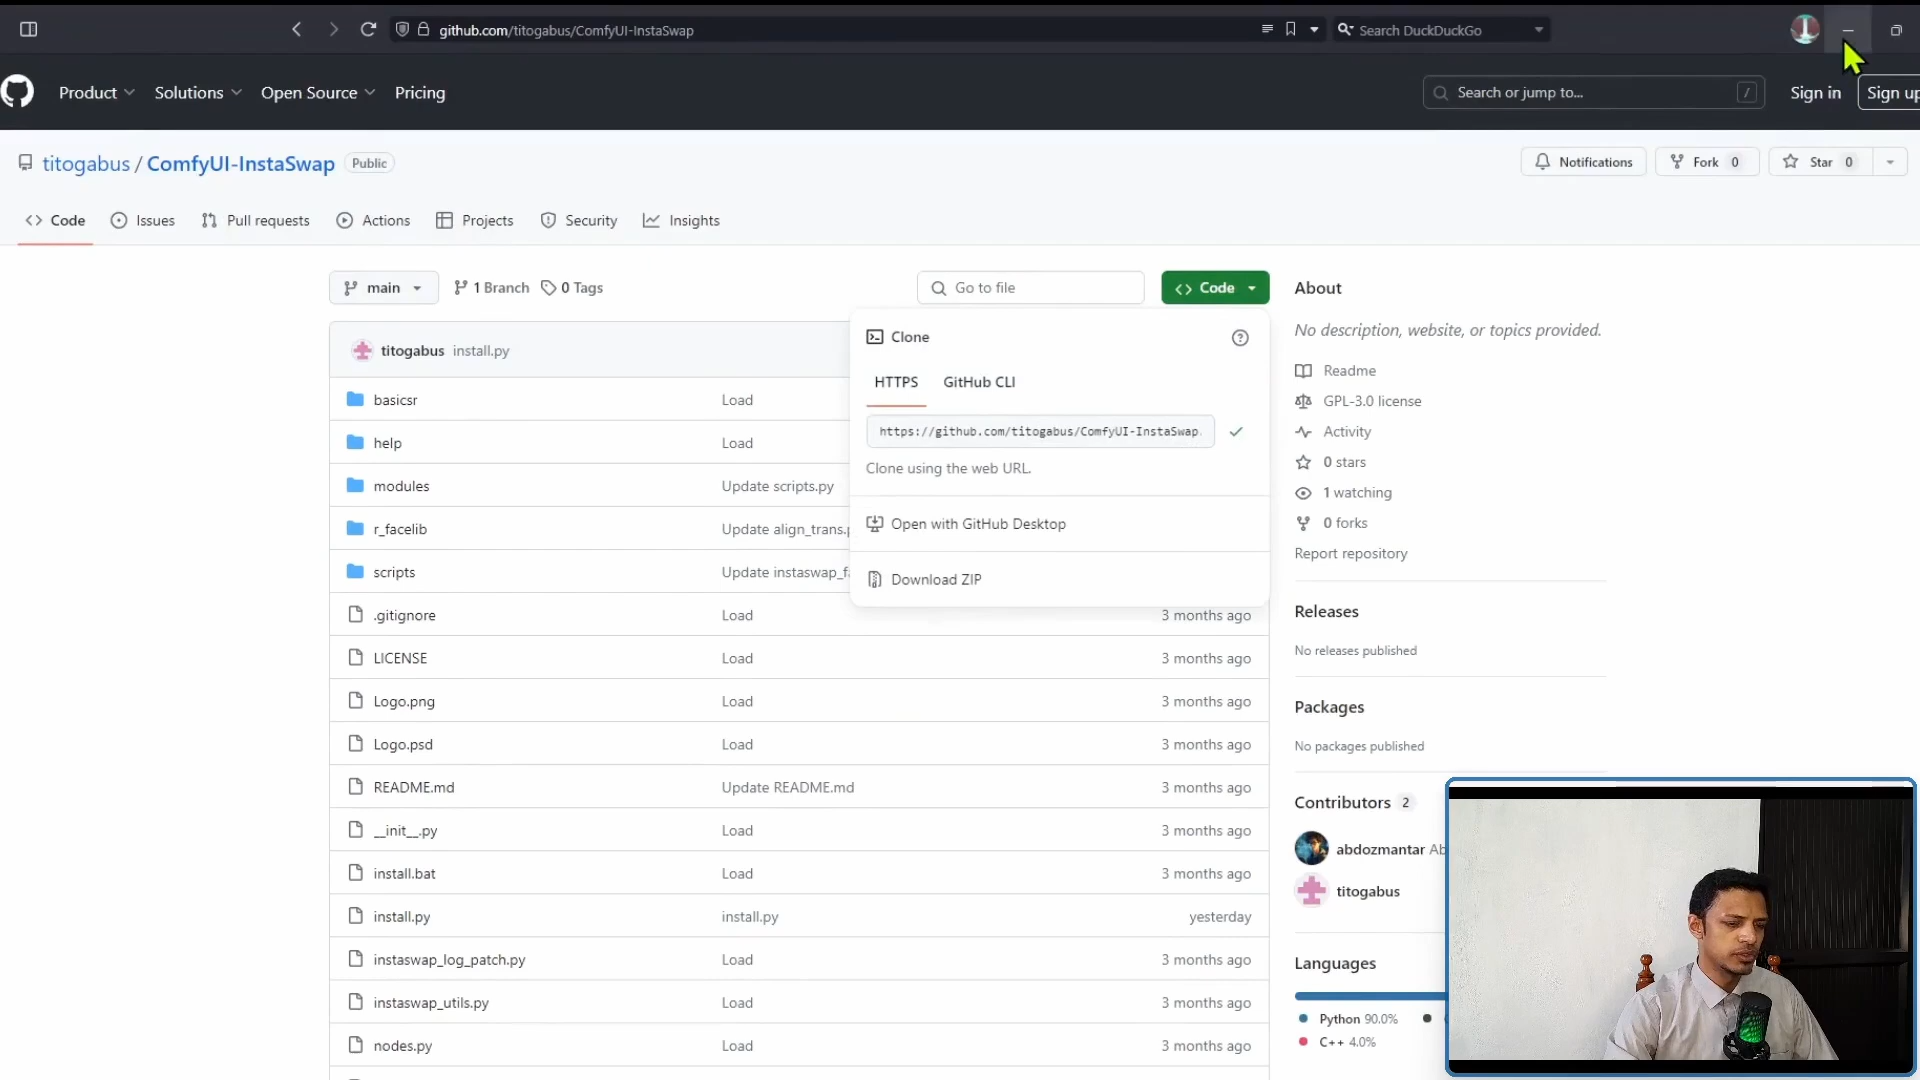 github.com/titogabus/ComfyUI-InstaSwap
Search DuckDuckGo
Product
Solutions
Open Source
Pricing
Search or jump to...
/
Sign in
Sign up
titogabus / ComfyUI-InstaSwap
Public
Notifications
Fork 0
Star 0
Code
Issues
Pull requests
Actions
Projects
Security
Insights
main
1 Branch
0 Tags
Go to file
Code
titogabus install.py
Clone
HTTPS
GitHub CLI
https://github.com/titogabus/ComfyUI-InstaSwap.
Clone using the web URL.
Open with GitHub Desktop
Download ZIP
basicsr Load
help Load
modules Update scripts.py
r_facelib Update align_trans.p
scripts Update instaswap_fa
.gitignore Load 3 months ago
LICENSE Load 3 months ago
Logo.png Load 3 months ago
Logo.psd Load 3 months ago
README.md Update README.md 3 months ago
__init__.py Load 3 months ago
install.bat Load 3 months ago
install.py install.py yesterday
instaswap_log_patch.py Load 3 months ago
instaswap_utils.py Load 3 months ago
nodes.py Load 3 months ago
About
No description, website, or topics provided.
Readme
GPL-3.0 license
Activity
0 stars
1 watching
0 forks
Report repository
Releases
No releases published
Packages
No packages published
Contributors 2
abdozmantar Ab
titogabus
Languages
Python 90.0%
C++ 4.0%